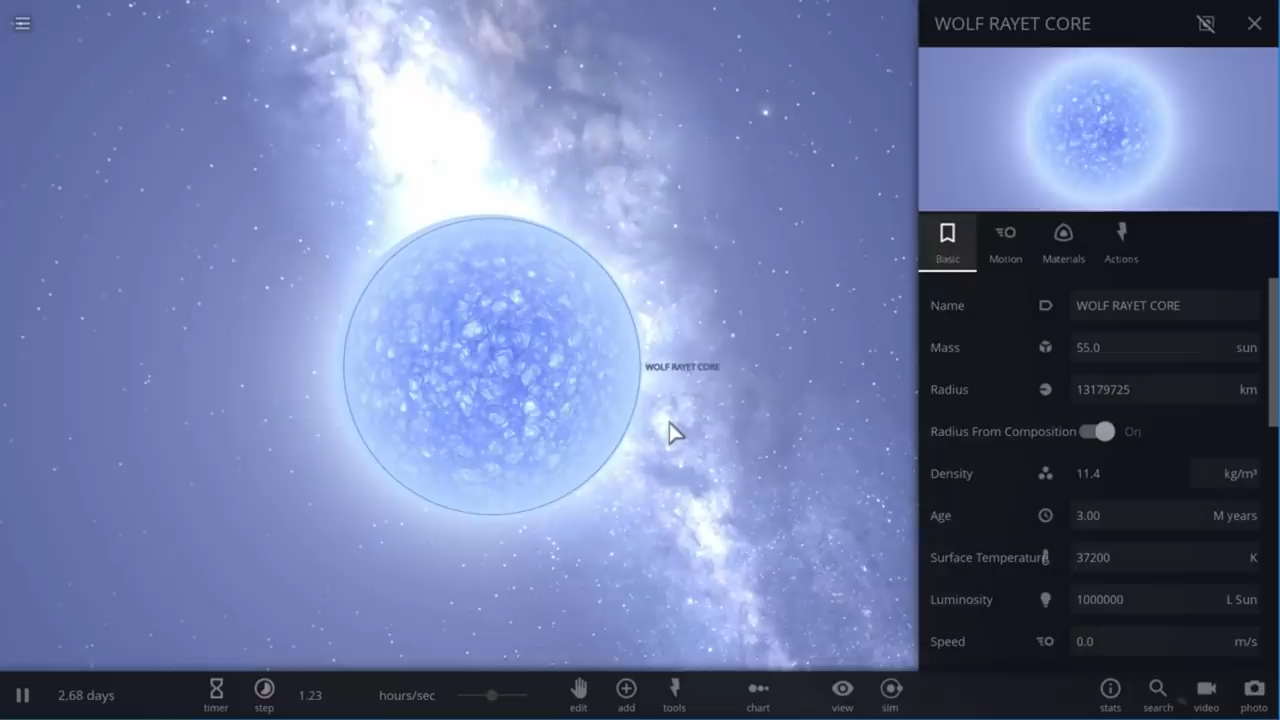 WOLF RAYET CORE
Basic Motion Materials Actions
Name WOLF RAYET CORE
Mass 55.0 sun
Radius 13179725 km
WOLF RAYET CORE
Radius From Composition On
Density 11.4 kg/m³
Age 3.00 M years
Surface Temperature 37200 K
Luminosity 1000000 L Sun
Speed 0.0 m/s
2.68 days timer step 1.23 hours/sec edit add tools chart view sim stats search video photo